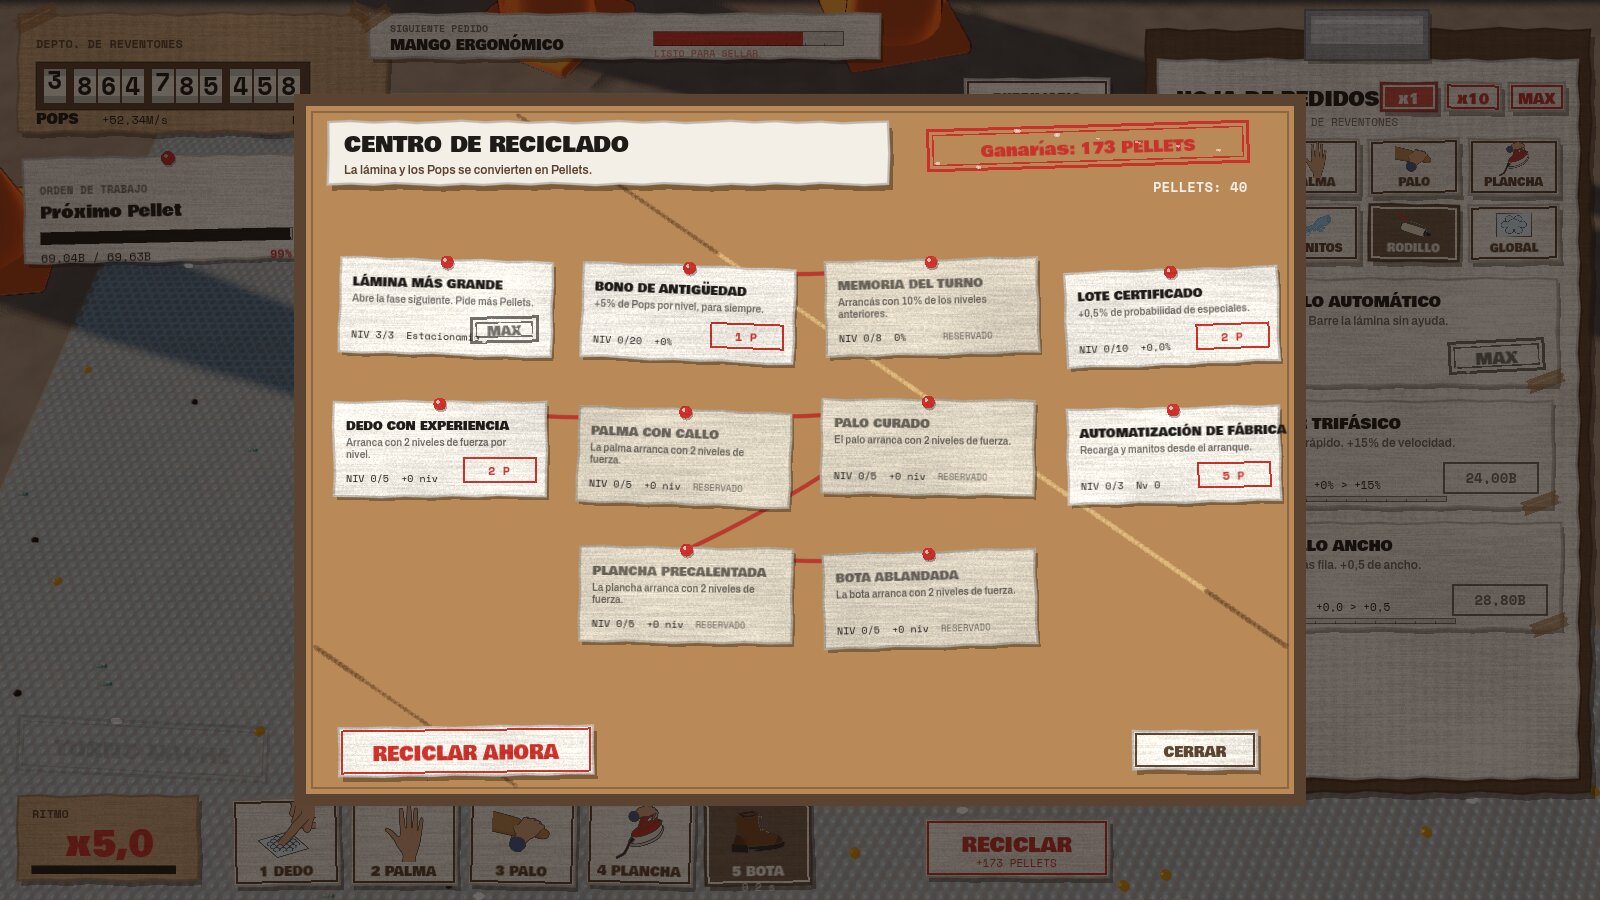 DEPTO. DE REVENTONES
3 864 785 458
POPS +52,34M/s
SIGUIENTE PEDIDO
MANGO ERGONÓMICO
LISTO PARA SELLAR
ORDEN DE TRABAJO
Próximo Pellet
69.04B / 69.63B 99%
CENTRO DE RECICLADO
La lámina y los Pops se convierten en Pellets.
Ganarías: 173 PELLETS
PELLETS: 40
LÁMINA MÁS GRANDE
Abre la fase siguiente. Pide más Pellets.
NIV 3/3 MAX
BONO DE ANTIGÜEDAD
+5% de Pops por nivel, para siempre.
NIV 0/20 +0% 1 P
MEMORIA DEL TURNO
Arrancás con 10% de los niveles
anteriores.
NIV 0/8 0% RESERVADO
LOTE CERTIFICADO
+0,5% de probabilidad de especiales.
NIV 0/10 +0,0% 2 P
DEDO CON EXPERIENCIA
Arranca con 2 niveles de fuerza por
nivel.
NIV 0/5 +0 niv 2 P
PALMA CON CALLO
La palma arranca con 2 niveles de
fuerza.
NIV 0/5 +0 niv RESERVADO
PALO CURADO
El palo arranca con 2 niveles de fuerza.
NIV 0/5 +0 niv RESERVADO
AUTOMATIZACIÓN DE FÁBRICA
Recarga y manitos desde el arranque.
NIV 0/3 Nv 0 5 P
PLANCHA PRECALENTADA
La plancha arranca con 2 niveles de
fuerza.
NIV 0/5 +0 niv RESERVADO
BOTA ABLANDADA
La bota arranca con 2 niveles de fuerza.
NIV 0/5 +0 niv RESERVADO
RECICLAR AHORA
CERRAR
DE PEDIDOS
x1 x10 MAX
DE REVENTONES
PALO PLANCHA
RODILLO GLOBAL
AUTOMÁTICO
Barre la lámina sin ayuda.
MAX
TRIFÁSICO
+15% de velocidad.
+0% > +15% 24,00B
ANCHO
fila. +0,5 de ancho.
+0,0 > +0,5 28,80B
RITMO
x5,0
1 DEDO
2 PALMA
3 PALO
4 PLANCHA
5 BOTA
RECICLAR
+173 PELLETS